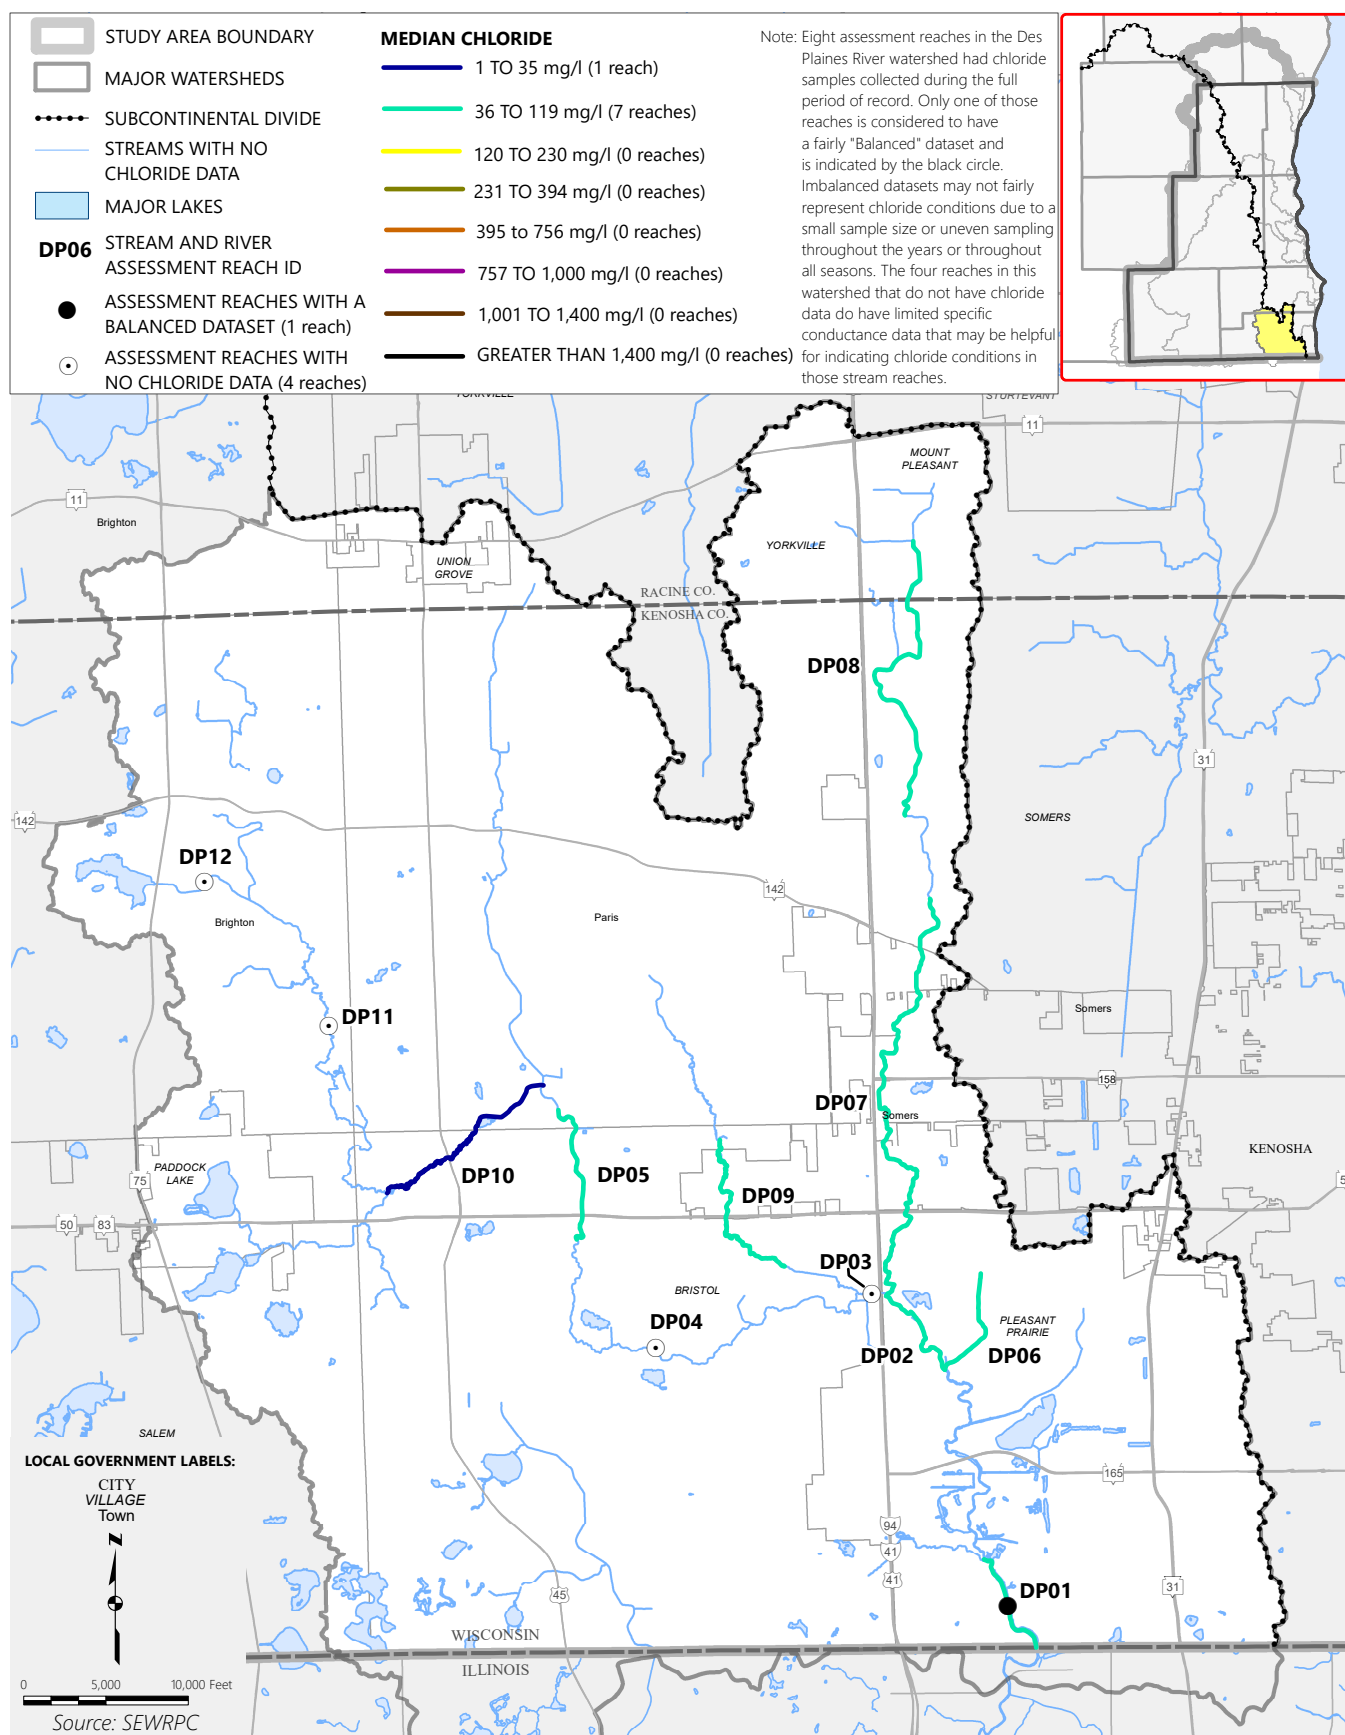 STUDY AREA BOUNDARY
MAJOR WATERSHEDS
SUBCONTINENTAL DIVIDE
STREAMS WITH NO
CHLORIDE DATA
MAJOR LAKES
DP06
STREAM AND RIVER
ASSESSMENT REACH ID
ASSESSMENT REACHES WITH A
BALANCED DATASET (1 reach)
ASSESSMENT REACHES WITH
NO CHLORIDE DATA (4 reaches)
MEDIAN CHLORIDE
1 TO 35 mg/l (1 reach)
36 TO 119 mg/l (7 reaches)
120 TO 230 mg/l (0 reaches)
231 TO 394 mg/l (0 reaches)
395 to 756 mg/l (0 reaches)
757 TO 1,000 mg/l (0 reaches)
1,001 TO 1,400 mg/l (0 reaches)
GREATER THAN 1,400 mg/l (0 reaches)
Note: Eight assessment reaches in the Des
Plaines River watershed had chloride
samples collected during the full
period of record. Only one of those
reaches is considered to have
a fairly "Balanced" dataset and
is indicated by the black circle.
Imbalanced datasets may not fairly
represent chloride conditions due to a
small sample size or uneven sampling
throughout the years or throughout
all seasons. The four reaches in this
watershed that do not have chloride
data do have limited specific
conductance data that may be helpful
for indicating chloride conditions in
those stream reaches.
YORKVILLE
STURTEVANT
11
MOUNT
PLEASANT
11
Brighton
YORKVILLE
UNION
GROVE
RACINE CO.
KENOSHA CO.
DP08
31
142
SOMERS
DP12
142
Brighton
Paris
DP11
Somers
158
DP07
Somers
KENOSHA
PADDOCK
LAKE
75
DP10
DP05
DP09
50
83
5
DP03
BRISTOL
DP04
PLEASANT
PRAIRIE
DP02
DP06
SALEM
LOCAL GOVERNMENT LABELS:
CITY
VILLAGE
Town
N
165
94
41
41
45
DP01
31
WISCONSIN
ILLINOIS
0 5,000 10,000 Feet
Source: SEWRPC